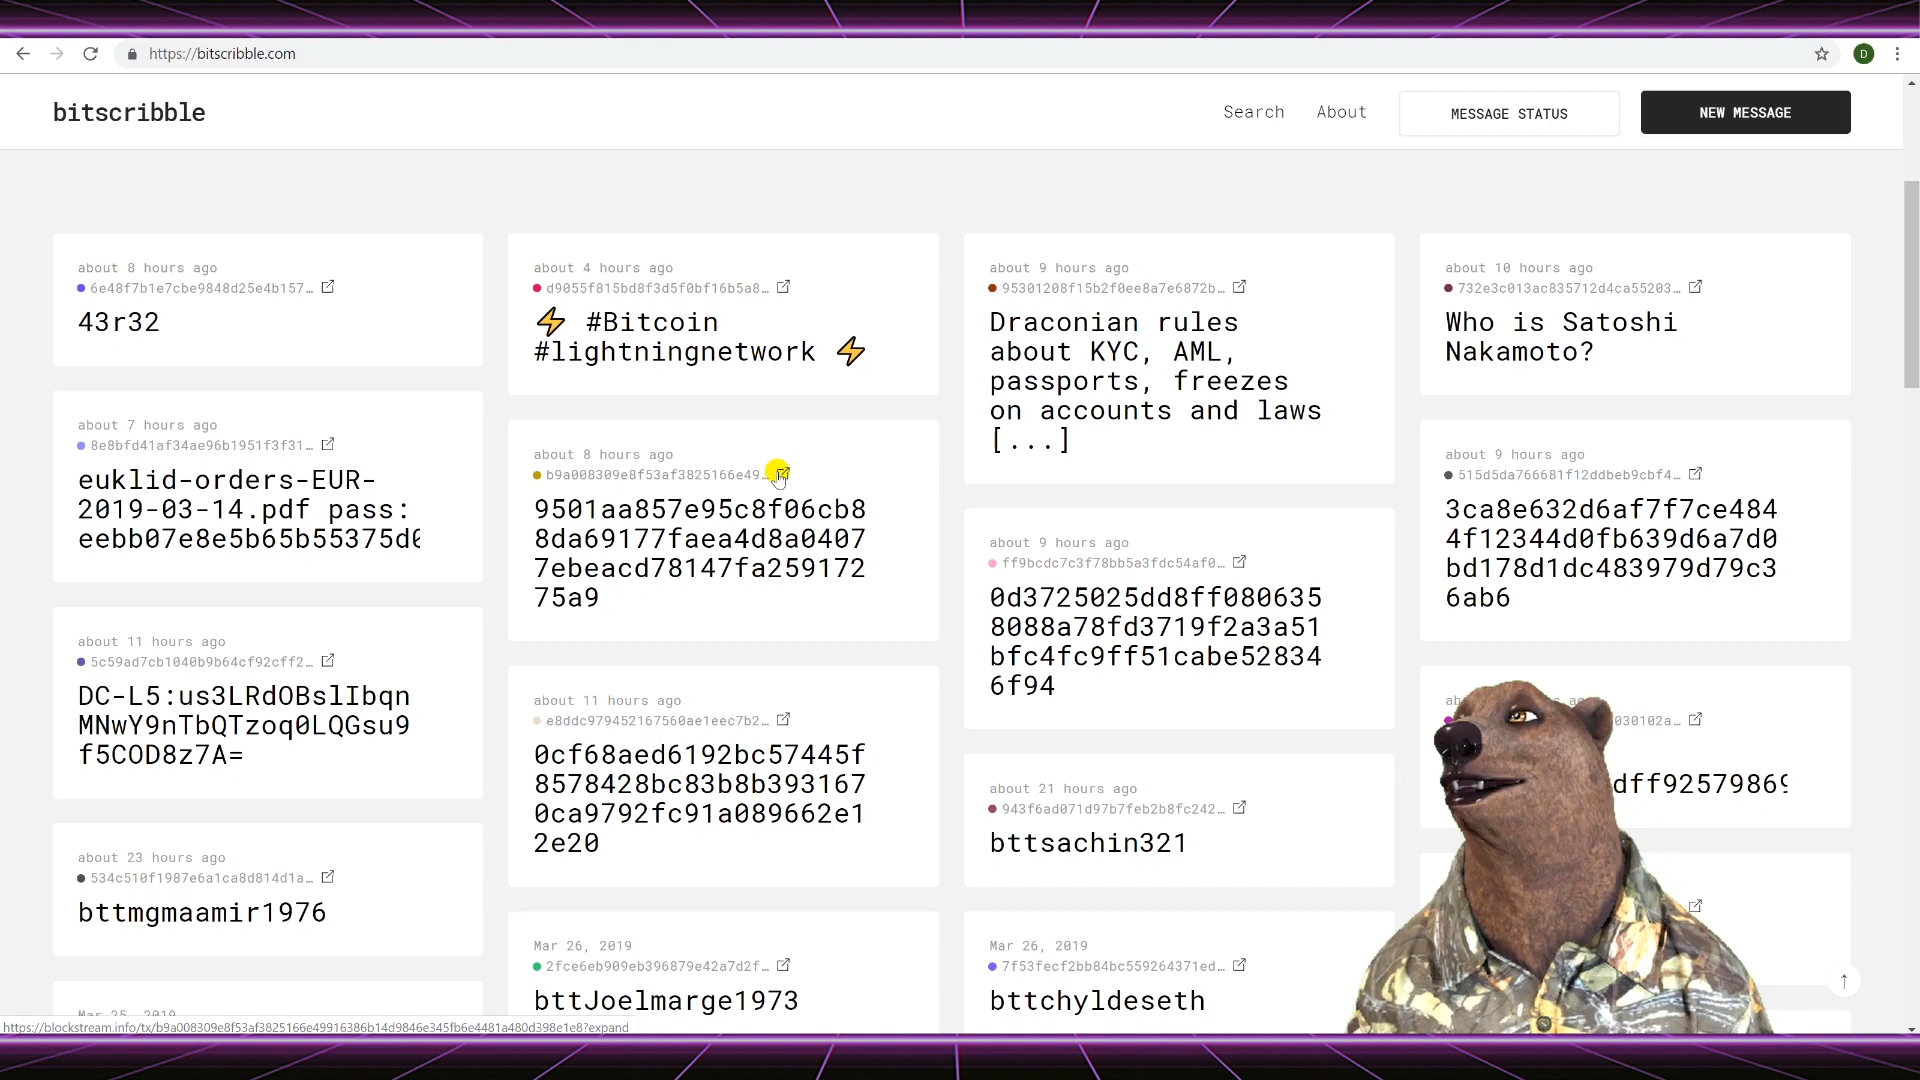 https://bitscribble.com
D
bitscribble
Search
About
MESSAGE STATUS
NEW MESSAGE
about 8 hours ago
6e48f7b1e7cbe9848d25e4b157…
43r32
about 7 hours ago
8e8bfd41af34ae96b1951f3f31…
euklid-orders-EUR-
2019-03-14.pdf pass:
eebb07e8e5b65b55375d0
about 11 hours ago
5c59ad7cb1040b9b64cf92cff2…
DC-L5:us3LRdOBslIbqn
MNwY9nTbQTzoq0LQGsu9
f5COD8z7A=
about 23 hours ago
534c510f1987e6a1ca8d814d1a…
bttmgmaamir1976
Mar 25, 2019
about 4 hours ago
d9055f815bd8f3d5f0bf16b5a8…
⚡ #Bitcoin
#lightningnetwork ⚡
about 8 hours ago
b9a008309e8f53af3825166e49…
9501aa857e95c8f06cb8
8da69177faea4d8a0407
7ebeacd78147fa259172
75a9
about 11 hours ago
e8ddc979452167560ae1eec7b2…
0cf68aed6192bc57445f
8578428bc83b8b393167
0ca9792fc91a089662e1
2e20
Mar 26, 2019
2fce6eb909eb396879e42a7d2f…
bttJoelmarge1973
about 9 hours ago
95301208f15b2f0ee8a7e6872b…
Draconian rules
about KYC, AML,
passports, freezes
on accounts and laws
[...]
about 9 hours ago
ff9bcdc7c3f78bb5a3fdc54af0…
0d3725025dd8ff080635
8088a78fd3719f2a3a51
bfc4fc9ff51cabe52834
6f94
about 21 hours ago
943f6ad071d97b7feb2b8fc242…
bttsachin321
Mar 26, 2019
7f53fecf2bb84bc559264371ed…
bttchyldeseth
about 10 hours ago
732e3c013ac835712d4ca55203…
Who is Satoshi
Nakamoto?
about 9 hours ago
515d5da766681f12ddbeb9cbf4…
3ca8e632d6af7f7ce484
4f12344d0fb639d6a7d0
bd178d1dc483979d79c3
6ab6
030102a…
dff9257986
https://blockstream.info/tx/b9a008309e8f53af3825166e49916386b14d9846e345fb6e4481a480d398e1e8?expand